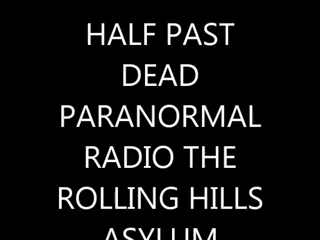 HALF PAST
DEAD
PARANORMAL
RADIO THE
ROLLING HILLS
ASYLUM